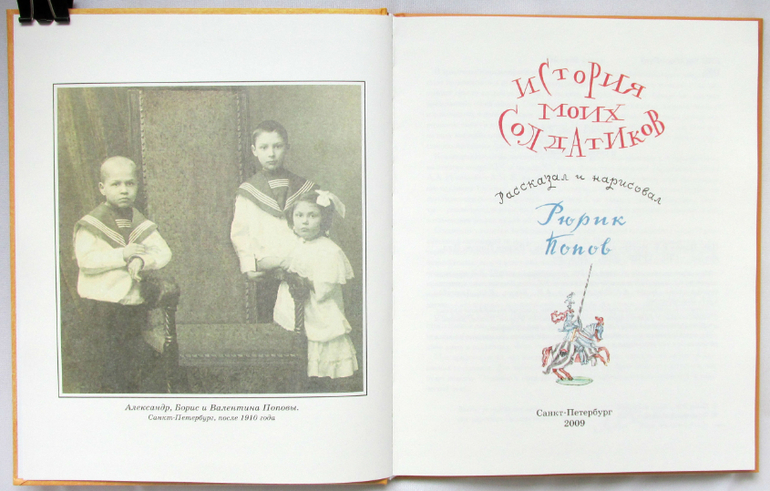 Александр, Борис и Валентина Поповы.
Санкт-Петербург, после 1910 года
ИСТОРИЯ
МОИХ
СОЛДАТИКОВ
Рассказал и нарисовал
Рюрик
Попов
Санкт-Петербург
2009